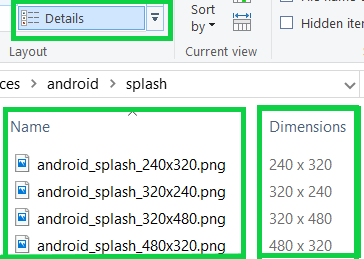 File name e
Details
Sort
by
Hidden item
Layout
Current view
ces > android > splash
Name
Dimensions
android_splash_240x320.png
240 x 320
android_splash_320x240.png
320 x 240
android_splash_320x480.png
320 x 480
android_splash_480x320.png
480 x 320